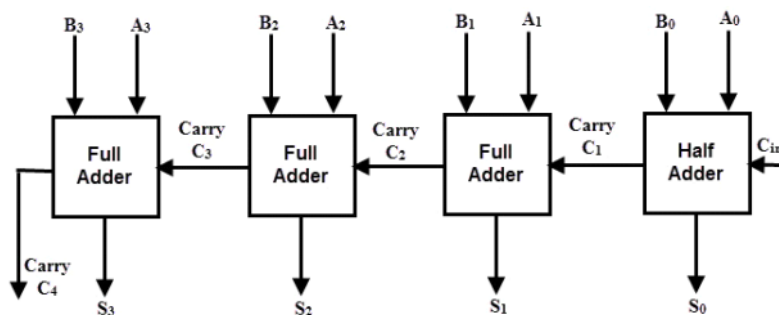 B3 A3 B2 A2 B1 A1 B0 A0
Carry C3
Carry C2
Carry C1
Cin
Full Adder
Full Adder
Full Adder
Half Adder
Carry C4
S3 S2 S1 S0